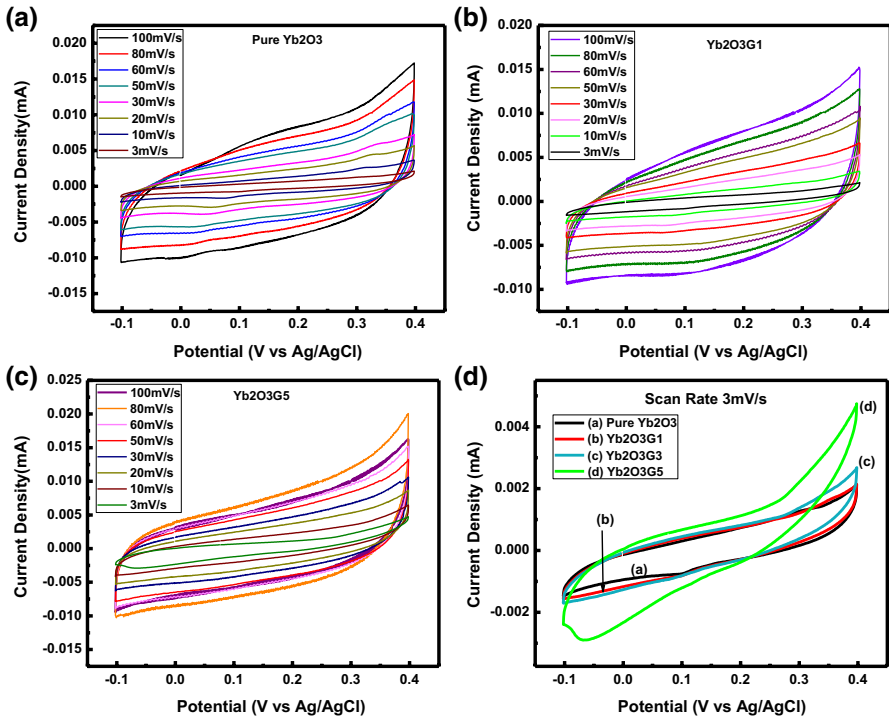 (a)
Pure Yb2O3
100mV/s
80mV/s
60mV/s
50mV/s
30mV/s
20mV/s
10mV/s
3mV/s
0.020
0.015
0.010
0.005
0.000
-0.005
-0.010
-0.015
Current Density(mA)
-0.1 0.0 0.1 0.2 0.3 0.4
Potential (V vs Ag/AgCl)
(b)
Yb2O3G1
100mV/s
80mV/s
60mV/s
50mV/s
30mV/s
20mV/s
10mV/s
3mV/s
0.020
0.015
0.010
0.005
0.000
-0.005
-0.010
Current Density (mA)
-0.1 0.0 0.1 0.2 0.3 0.4
Potential (V vs Ag/AgCl)
(c)
Yb2O3G5
100mV/s
80mV/s
60mV/s
50mV/s
30mV/s
20mV/s
10mV/s
3mV/s
0.025
0.020
0.015
0.010
0.005
0.000
-0.005
-0.010
-0.015
Current Density(mA)
-0.1 0.0 0.1 0.2 0.3 0.4
Potential (V vs Ag/AgCl)
(d)
Scan Rate 3mV/s
(a) Pure Yb2O3
(b) Yb2O3G1
(c) Yb2O3G3
(d) Yb2O3G5
(d)
(c)
(b)
(a)
0.004
0.002
0.000
-0.002
Current Density (mA)
-0.1 0.0 0.1 0.2 0.3 0.4
Potential (V vs Ag/AgCl)